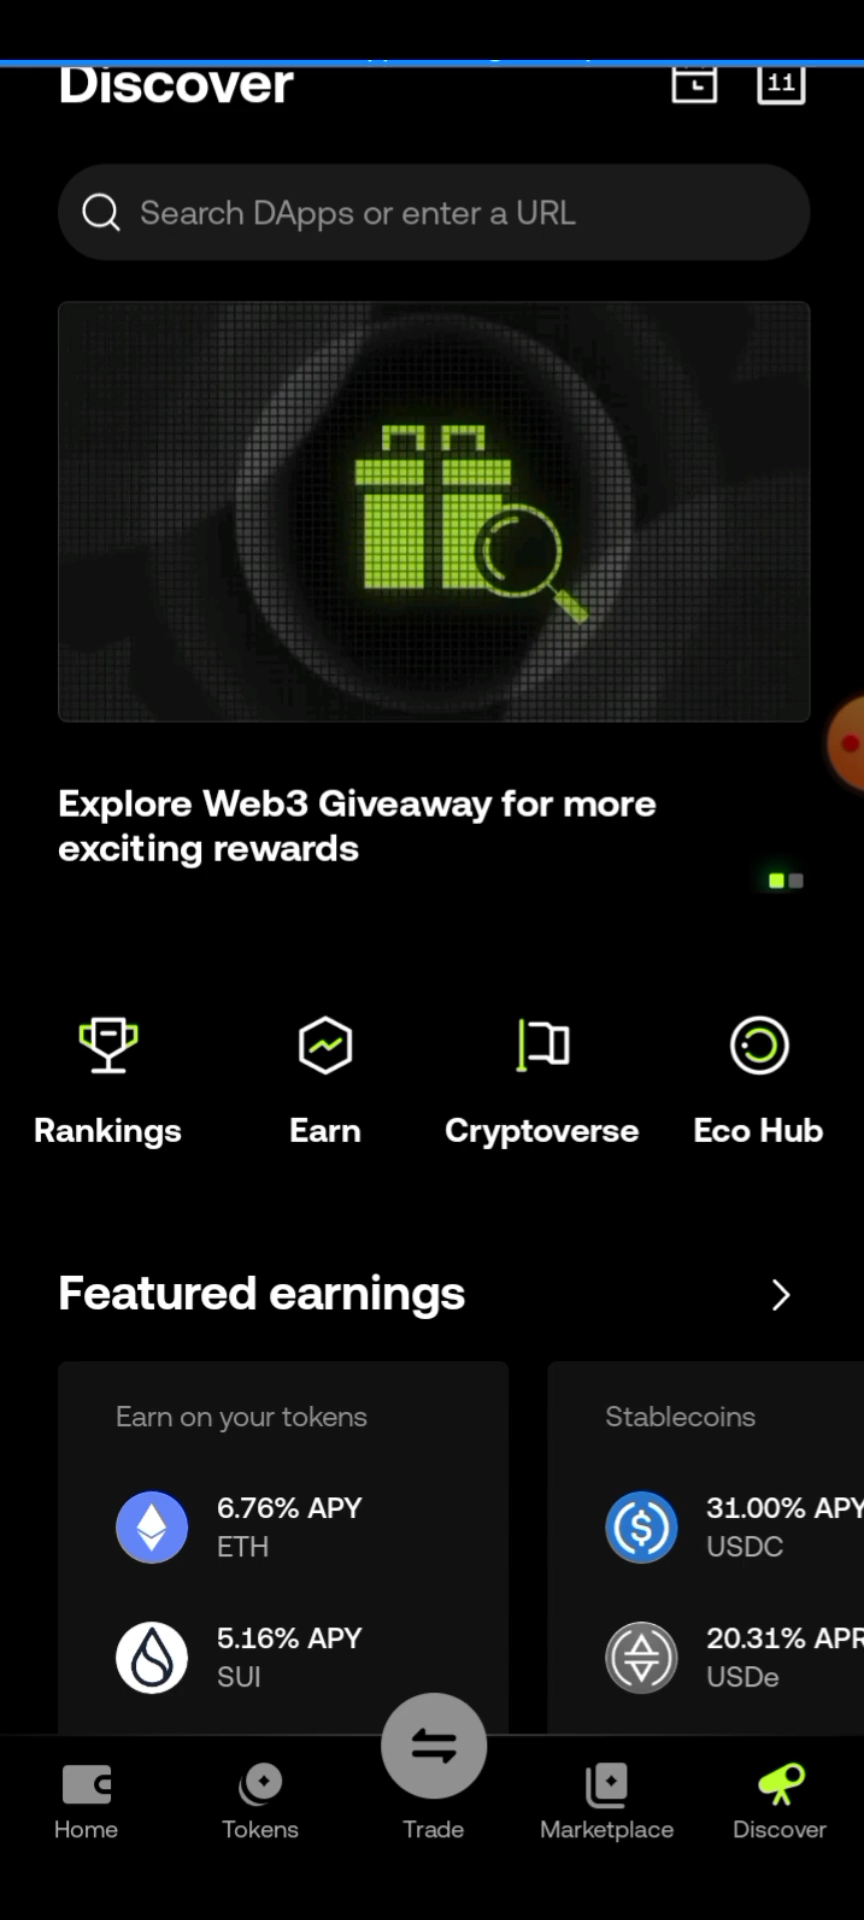 Discover
11
Search DApps or enter a URL
Explore Web3 Giveaway for more
exciting rewards
Rankings
Earn
Cryptoverse
Eco Hub
Featured earnings
Earn on your tokens
6.76% APY
ETH
5.16% APY
SUI
Stablecoins
31.00% APY
USDC
20.31% APR
USDe
Home
Tokens
Trade
Marketplace
Discover